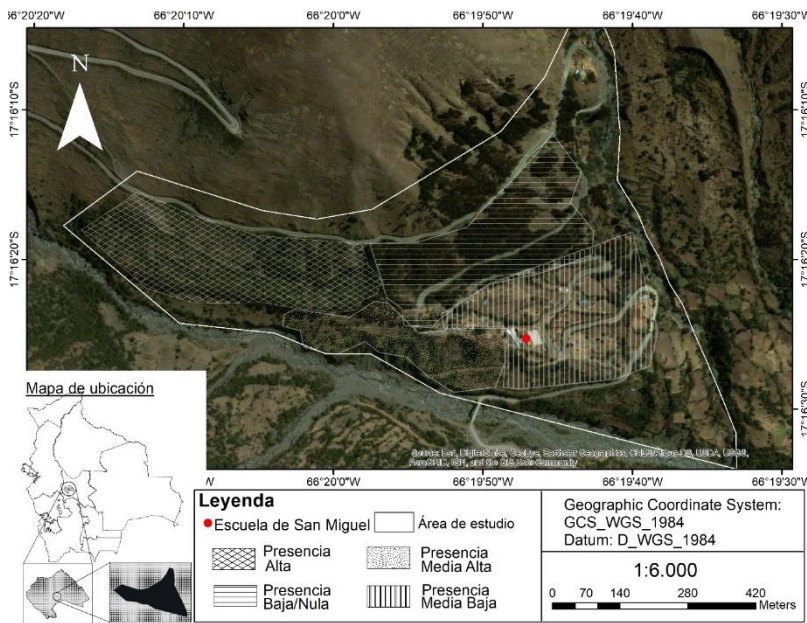 66°20'20"W 66°20'10"W 66°19'50"W 66°19'40"W 66°19'30"W
17°16'10"S
17°16'20"S
17°16'30"S
N
17°16'10"S
17°16'20"S
17°16'30"S
66°20'00"W 66°19'50"W 66°19'40"W 66°19'30"W
Mapa de ubicación
Leyenda
Escuela de San Miguel
Área de estudio
Presencia
Alta
Presencia
Media Alta
Presencia
Baja/Nula
Presencia
Media Baja
Geographic Coordinate System:
GCS_WGS_1984
Datum: D_WGS_1984
1:6.000
0 70 140 280 420
Meters